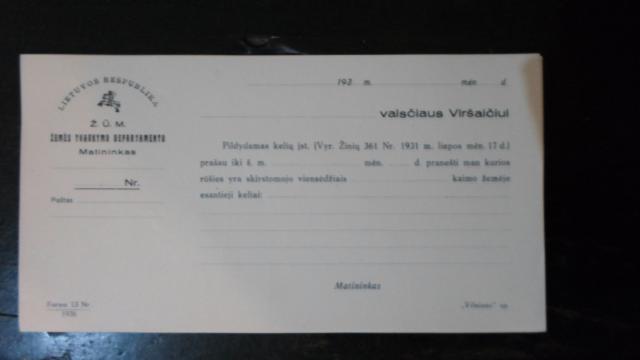 LIETUVOS RESPUBLIKA
Ž. Ū. M.
ŽEMĖS TVARKYMO DEPARTAMENTO
Matininkas
Nr.
Paštas
Forma 13 Nr.
1936
193 m. mėn. d.
valsčiaus Viršaičiui
Pildydamas kelių įst. (Vyr. Žinių 361 Nr. 1931 m. liepos mėn. 17 d.)
prašau iki š. m. mėn. d. pranešti man kurios
rūšies yra skirstomojo viensėdžiais kaimo žemėje
esantieji keliai:
Matininkas
„Vilniaus" sp.